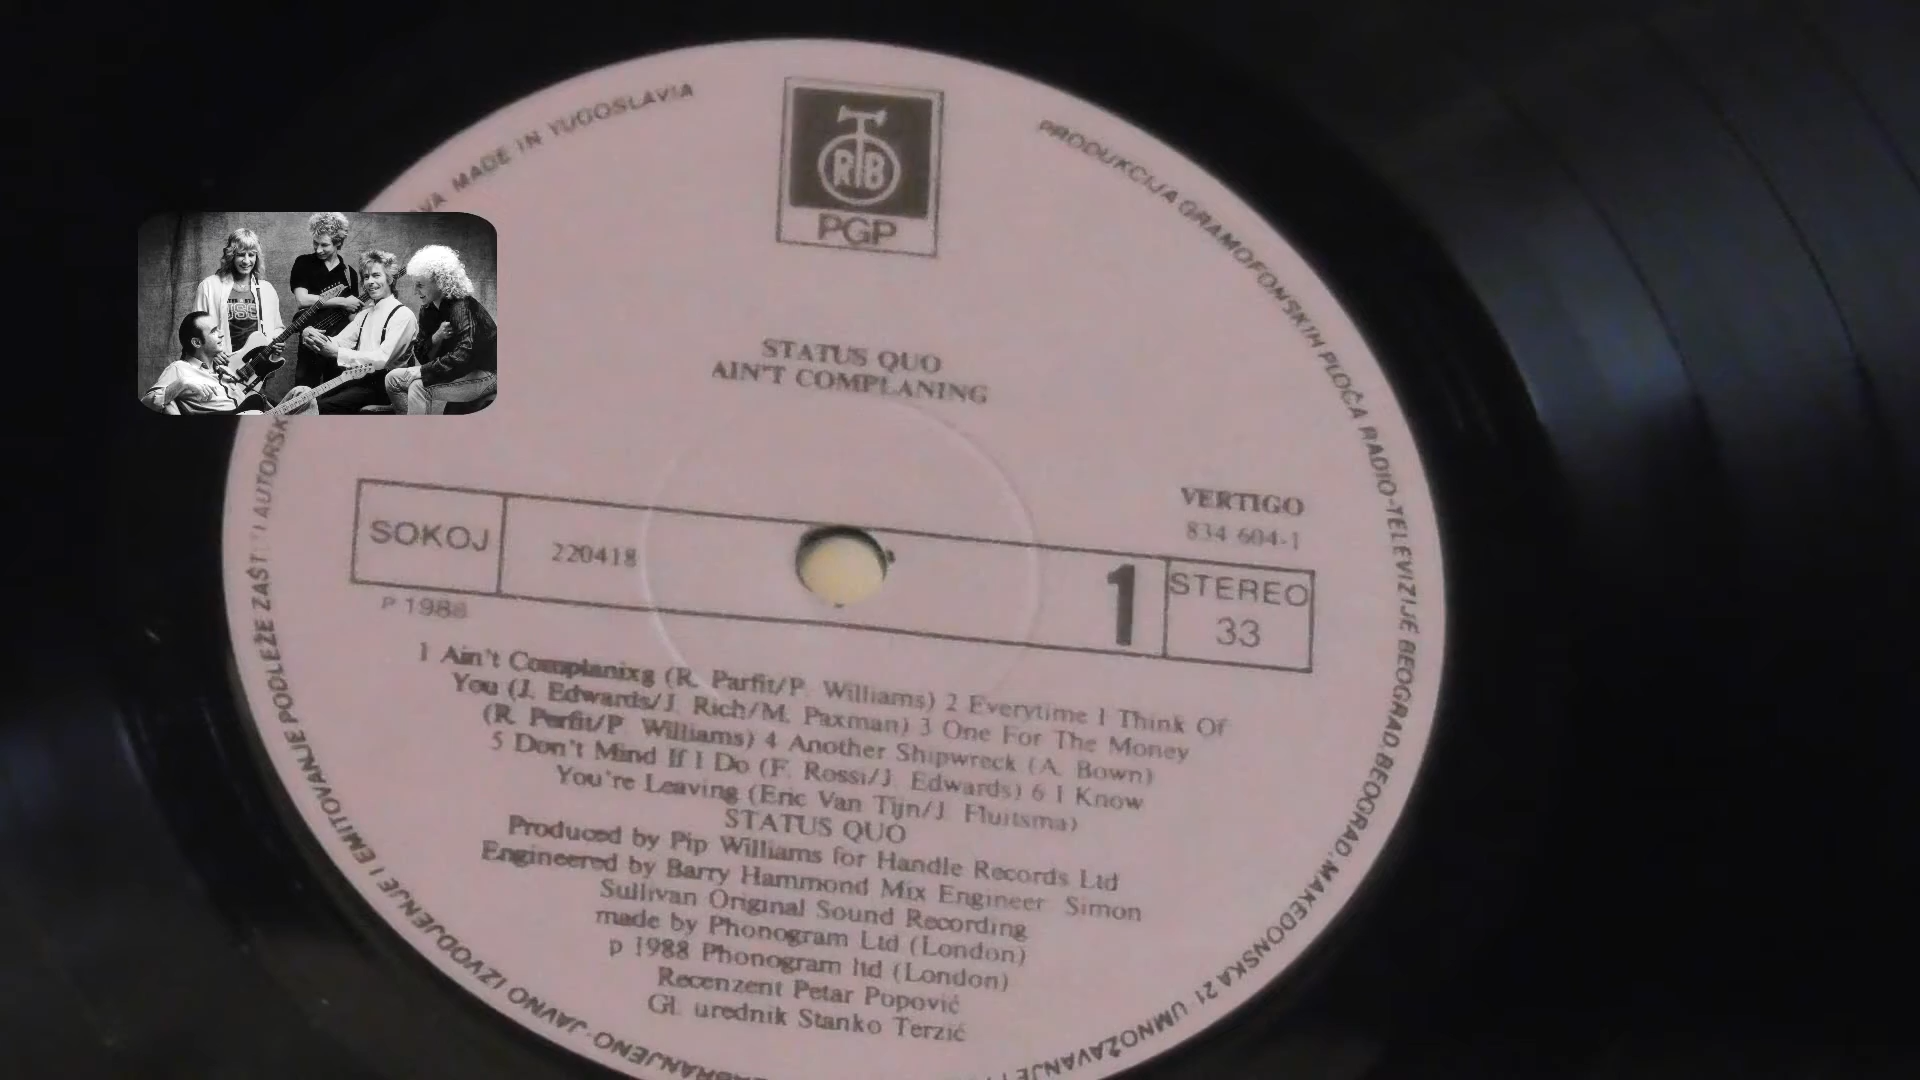 VA MADE IN YUGOSLAVIA
RTB
PGP
PRODUKCIJA GRAMOFONSKIH PLOČA RADIO-TELEVIZIJE BEOGRAD, BEOGRAD, MAKEDONSKA 21 UMNOŽAVANJE I
STATUS QUO
AIN'T COMPLANING
VERTIGO
834 604-1
SOKOJ
220418
1
STEREO
33
P 1988
1 Ain't Complanixg (R. Parfit/P. Williams) 2 Everytime I Think Of
You (J. Edwards/J. Rich/M. Paxman) 3 One For The Money
(R. Parfit/P. Williams) 4 Another Shipwreck (A. Bown)
5 Don't Mind If I Do (F. Rossi/J. Edwards) 6 I Know
You're Leaving (Eric Van Tijn/J. Fluitsma)
STATUS QUO
Produced by Pip Williams for Handle Records Ltd
Engineered by Barry Hammond Mix Engineer Simon
Sullivan Original Sound Recording
made by Phonogram Ltd (London)
p 1988 Phonogram ltd (London)
Recenzent Petar Popović
Gl. urednik Stanko Terzić
JAVNO IZVODJENJE I EMITOVANJE PODLEŽE